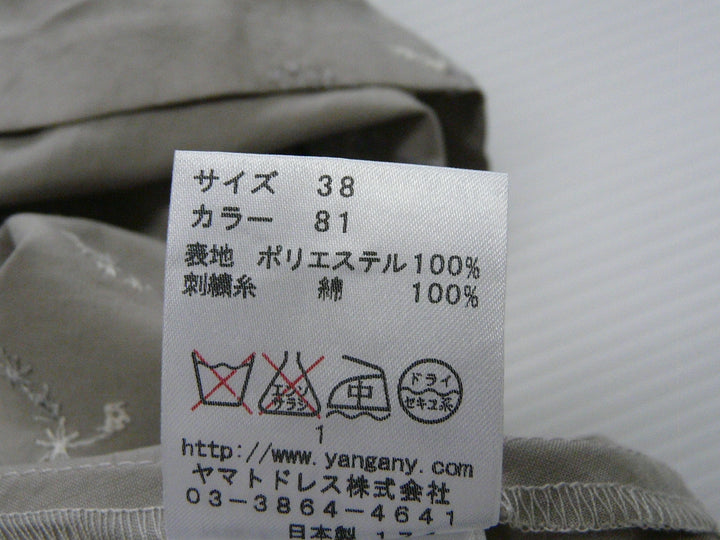 サイズ 38
カラー 81
表地 ポリエステル100%
刺繍糸 綿 100%
エンソ サラシ 中 ドライ セキユ系
1
http://www.yangany.com
ヤマトドレス株式会社
03-3864-4641
日本製